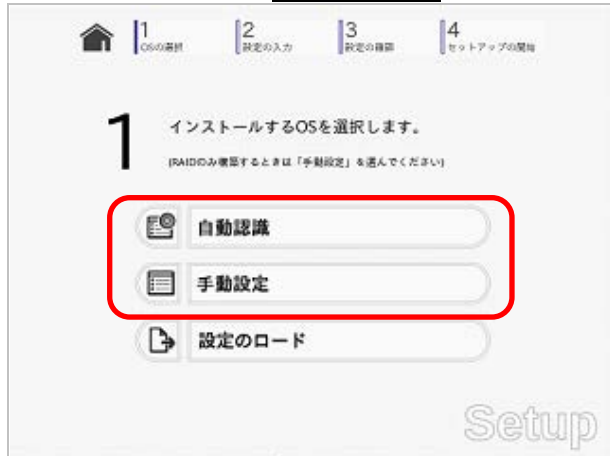 1
OSの選択
2
設定の入力
3
設定の確認
4
セットアップの開始
1
インストールするOSを選択します。
(RAIDのみ構築するときは「手動設定」を選んでください)
自動認識
手動設定
設定のロード
Setup